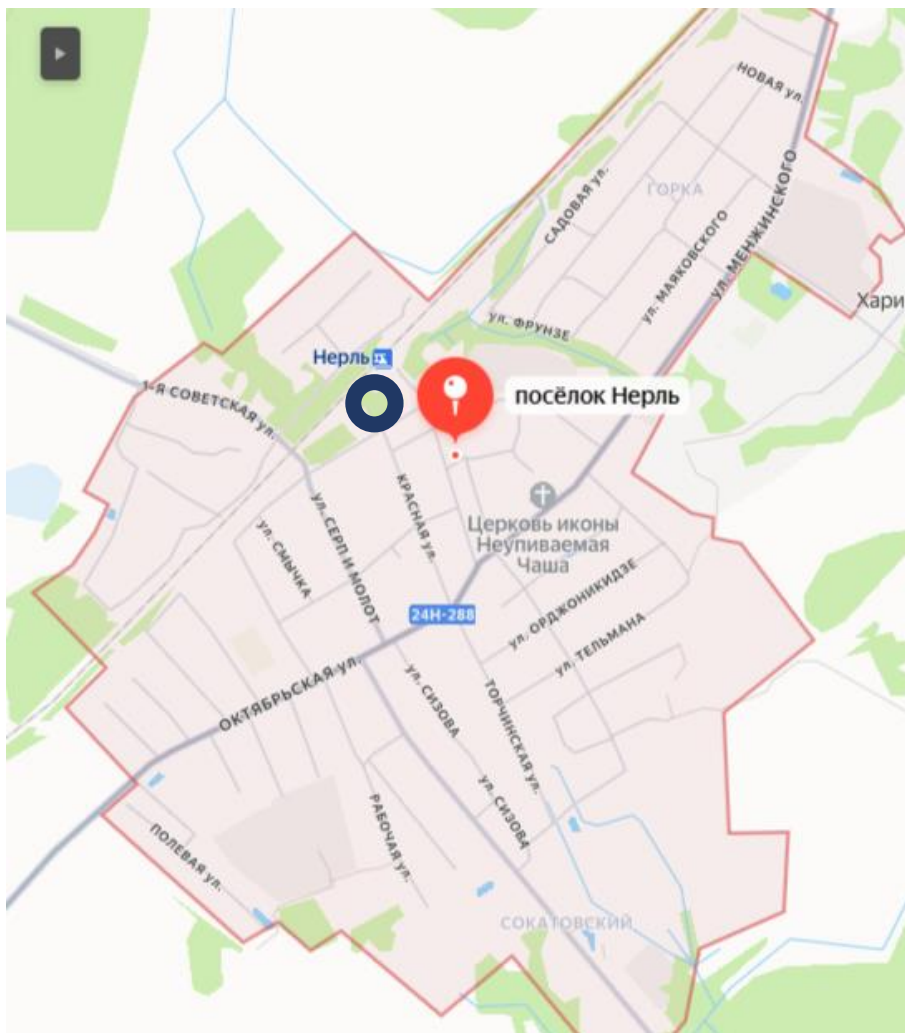 НОВАЯ ул.
ГОРКА
САДОВАЯ ул.
ул. МАЯКОВСКОГО
ул. МЕНЖИНСКОГО
Хари
ул. ФРУНЗЕ
Нерль
посёлок Нерль
1-Я СОВЕТСКАЯ ул.
КРАСНАЯ ул.
ул. СЕРП И МОЛОТ
ул. СМЫЧКА
Церковь иконы
Неупиваемая
Чаша
24Н-288
ул. ОРДЖОНИКИДЗЕ
ул. ТЕЛЬМАНА
ОКТЯБРЬСКАЯ ул.
ул. СИЗОВА
ТОРЧИНСКАЯ ул.
ул. СИЗОВА
РАБОЧАЯ ул.
ПОЛЕВАЯ ул.
СОКАТОВСКИЙ